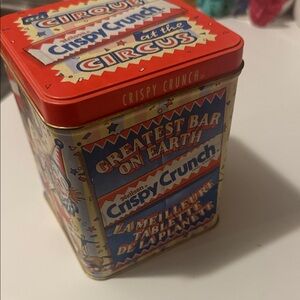 CIRQUE
Crispy Crunch
at the
CIRCUS
CRISPY CRUNCH
GREATEST BAR
ON EARTH
Crispy Crunch
LA MEILLEURE
TABLETTE
DE LA PLANÈTE